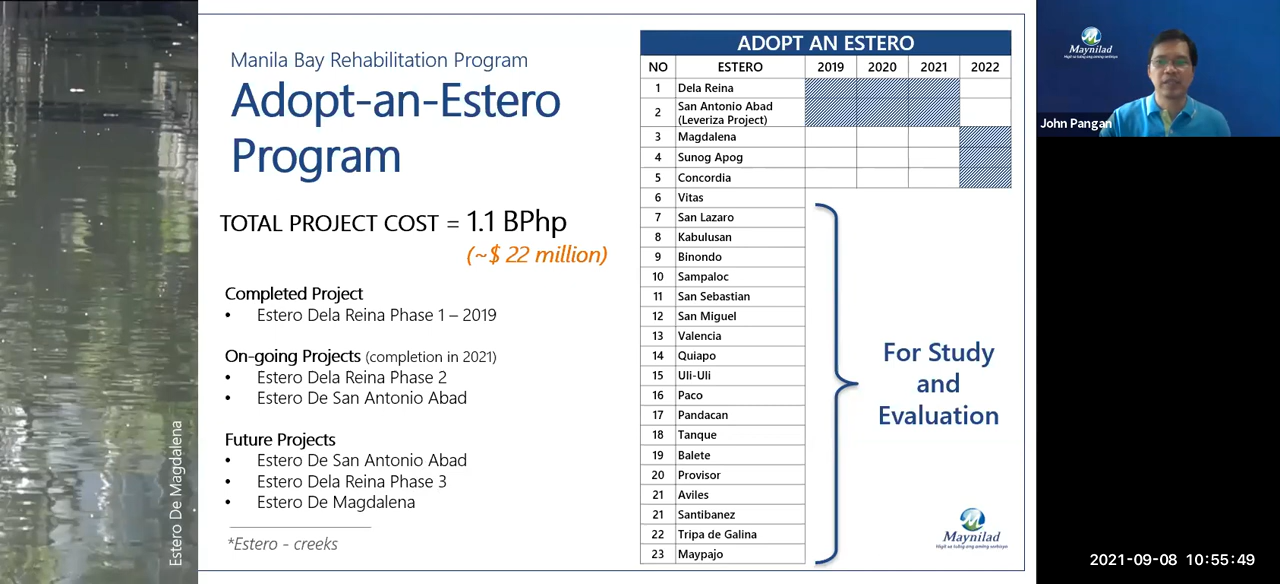 Manila Bay Rehabilitation Program
Adopt-an-Estero
Program
TOTAL PROJECT COST = 1.1 BPhp
(~$ 22 million)
Completed Project
• Estero Dela Reina Phase 1 – 2019
On-going Projects (completion in 2021)
• Estero Dela Reina Phase 2
• Estero De San Antonio Abad
Future Projects
• Estero De San Antonio Abad
• Estero Dela Reina Phase 3
• Estero De Magdalena
*Estero - creeks
Estero De Magdalena
ADOPT AN ESTERO
NO ESTERO 2019 2020 2021 2022
1 Dela Reina
2 San Antonio Abad
(Leveriza Project)
3 Magdalena
4 Sunog Apog
5 Concordia
6 Vitas
7 San Lazaro
8 Kabulusan
9 Binondo
10 Sampaloc
11 San Sebastian
12 San Miguel
13 Valencia
14 Quiapo
15 Uli-Uli
16 Paco
17 Pandacan
18 Tanque
19 Balete
20 Provisor
21 Aviles
21 Santibanez
22 Tripa de Galina
23 Maypajo
For Study
and
Evaluation
Maynilad
Maynilad
John Pangan
2021-09-08 10:55:49